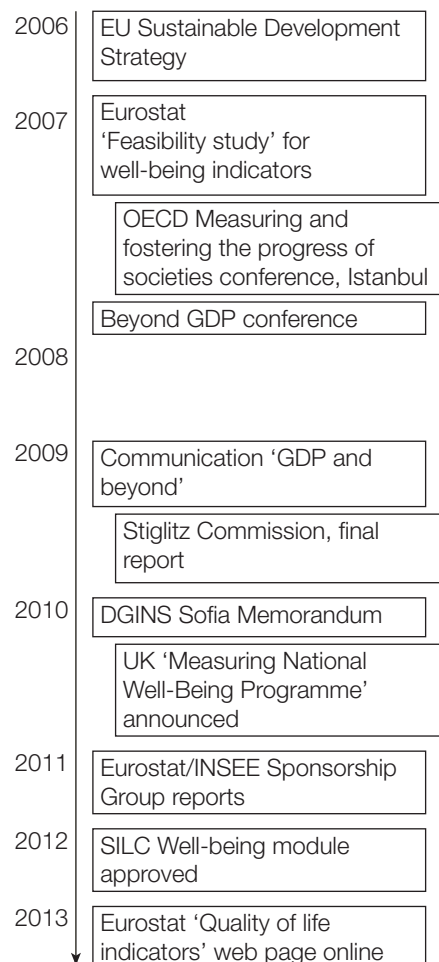 2006 EU Sustainable Development
Strategy
2007 Eurostat
‘Feasibility study’ for
well-being indicators
OECD Measuring and
fostering the progress of
societies conference, Istanbul
Beyond GDP conference
2008
2009 Communication ‘GDP and
beyond’
Stiglitz Commission, final
report
2010 DGINS Sofia Memorandum
UK ‘Measuring National
Well-Being Programme’
announced
2011 Eurostat/INSEE Sponsorship
Group reports
2012 SILC Well-being module
approved
2013 Eurostat ‘Quality of life
indicators’ web page online